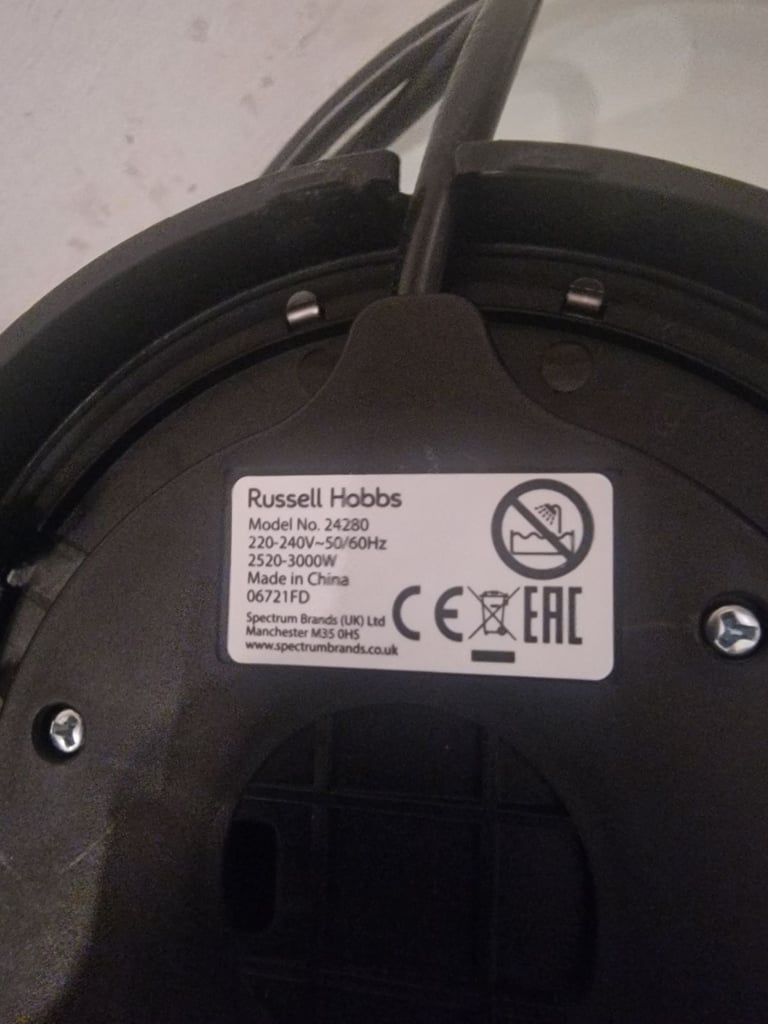 Russell Hobbs
Model No. 24280
220-240V~50/60Hz
2520-3000W
Made in China
06721FD
Spectrum Brands (UK) Ltd
Manchester M35 0HS
www.spectrumbrands.co.uk
CE EAC